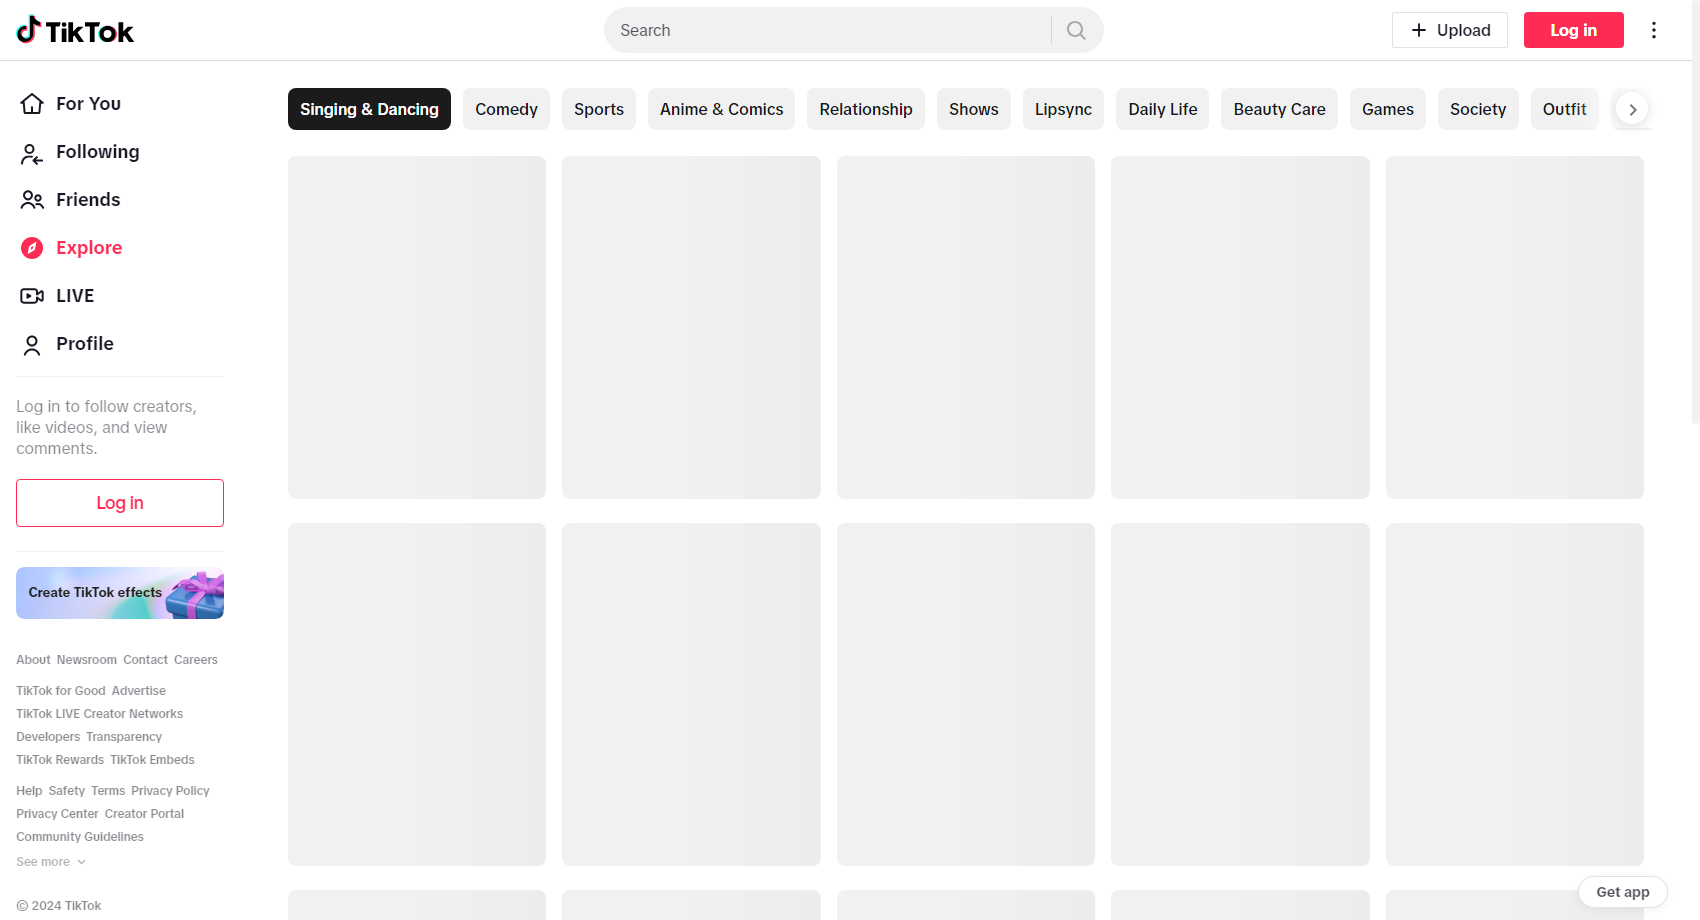 TikTok
Search
Upload
Log in
For You
Following
Friends
Explore
LIVE
Profile
Log in to follow creators,
like videos, and view
comments.
Log in
Create TikTok effects
About Newsroom Contact Careers
TikTok for Good Advertise
TikTok LIVE Creator Networks
Developers Transparency
TikTok Rewards TikTok Embeds
Help Safety Terms Privacy Policy
Privacy Center Creator Portal
Community Guidelines
See more
© 2024 TikTok
Singing & Dancing Comedy Sports Anime & Comics Relationship Shows Lipsync Daily Life Beauty Care Games Society Outfit
Get app